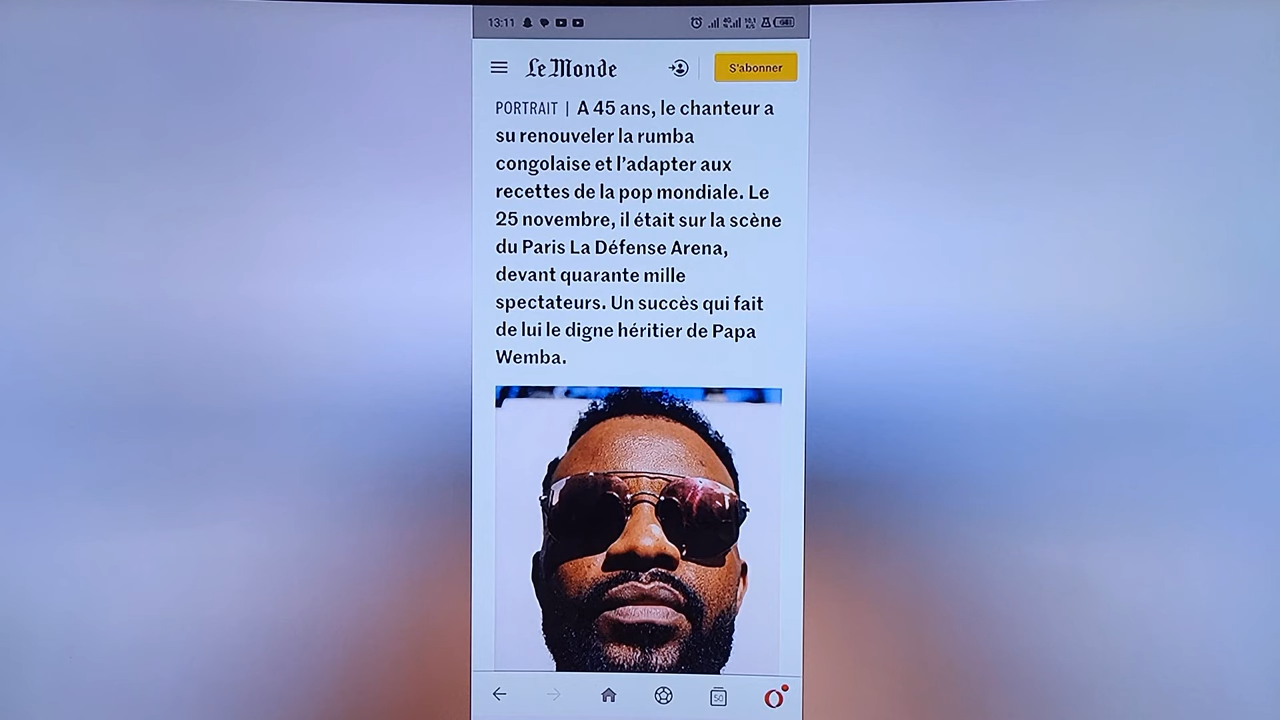 13:11
Le Monde
S'abonner
PORTRAIT | A 45 ans, le chanteur a
su renouveler la rumba
congolaise et l'adapter aux
recettes de la pop mondiale. Le
25 novembre, il était sur la scène
du Paris La Défense Arena,
devant quarante mille
spectateurs. Un succès qui fait
de lui le digne héritier de Papa
Wemba.
50